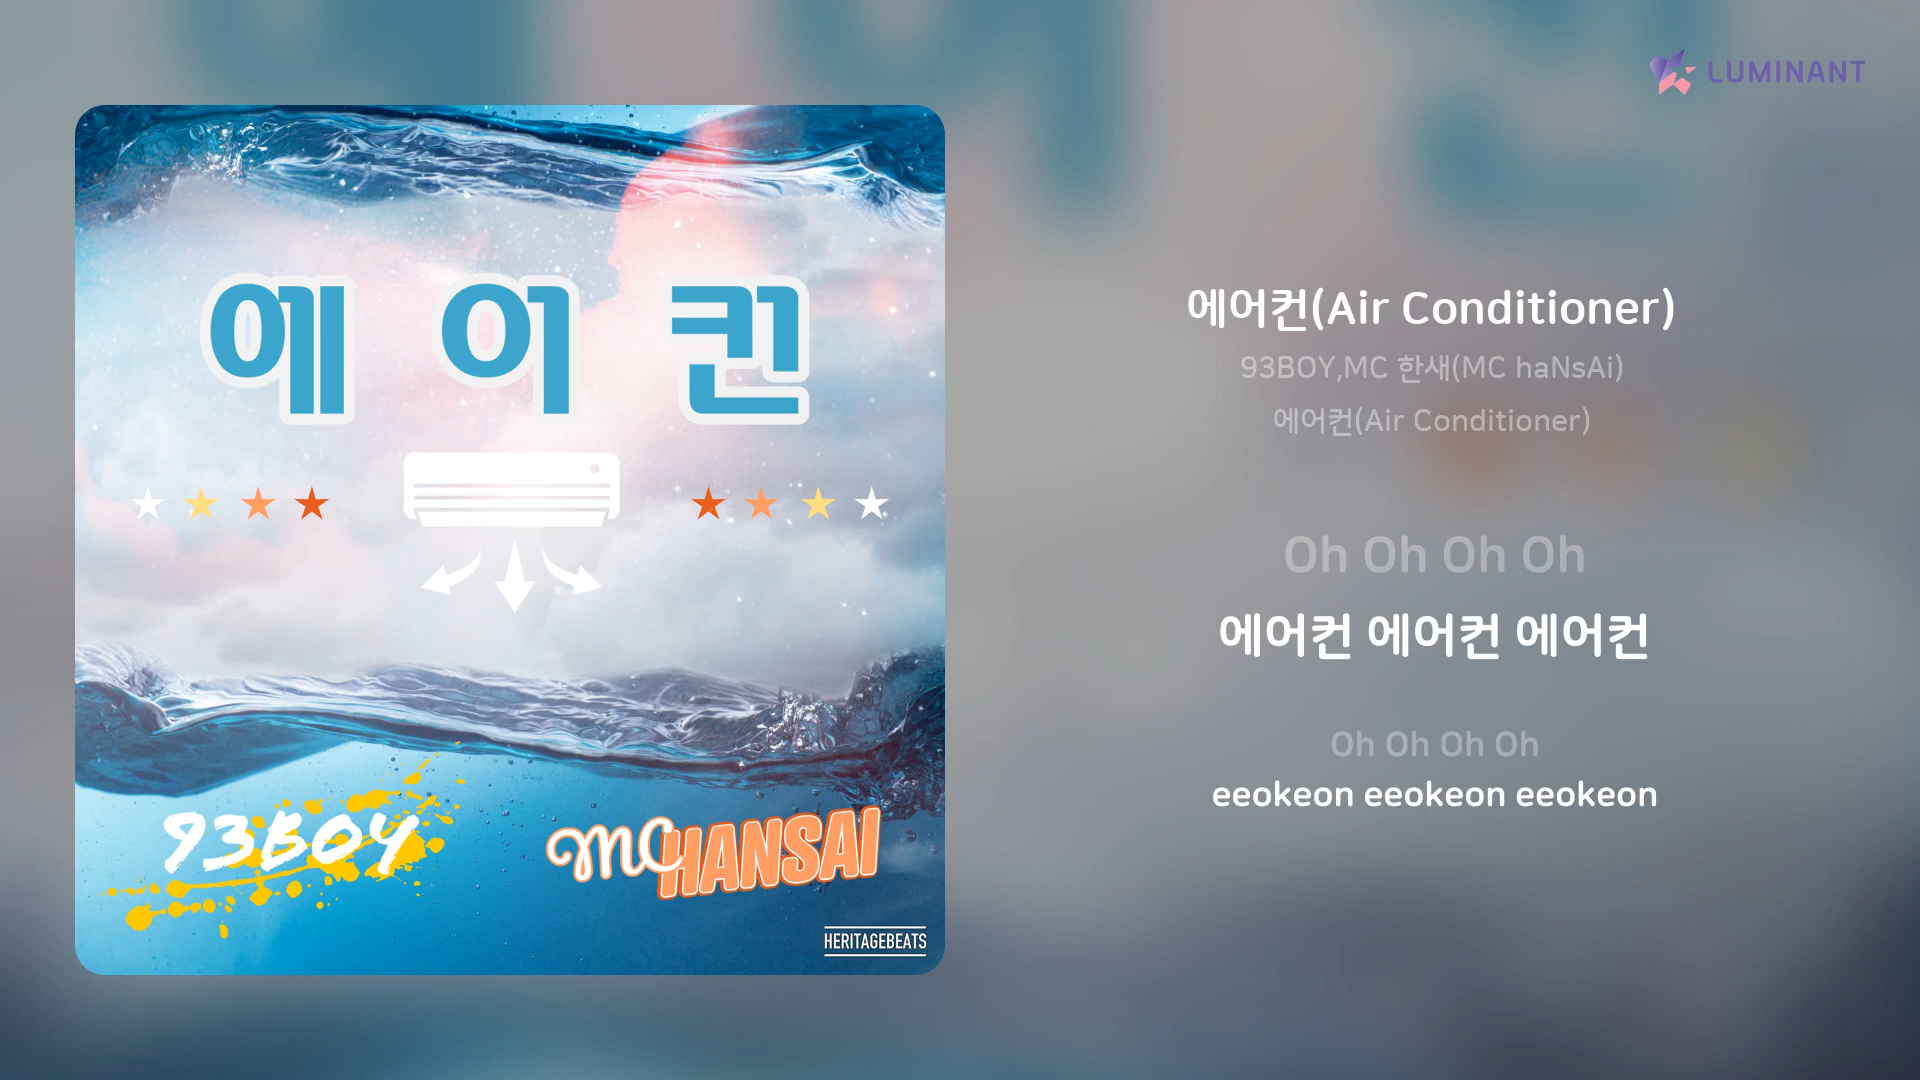 LUMINANT
에 어 컨
93BOY
MC HANSAI
HERITAGEBEATS
에어컨(Air Conditioner)
93BOY,MC 한새(MC haNsAi)
에어컨(Air Conditioner)
Oh Oh Oh Oh
에어컨 에어컨 에어컨
Oh Oh Oh Oh
eeokeon eeokeon eeokeon